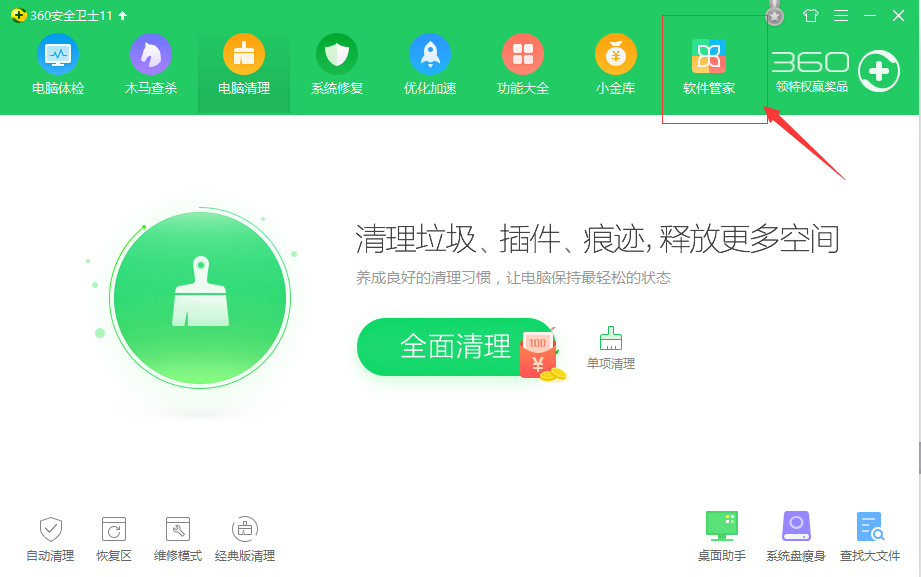 360安全卫士11
电脑体检
木马查杀
电脑清理
系统修复
优化加速
功能大全
小金库
软件管家
360
领特权赢奖品
清理垃圾、插件、痕迹, 释放更多空间
养成良好的清理习惯，让电脑保持最轻松的状态
全面清理
100
¥
单项清理
自动清理
恢复区
维修模式
经典版清理
桌面助手
系统盘瘦身
查找大文件